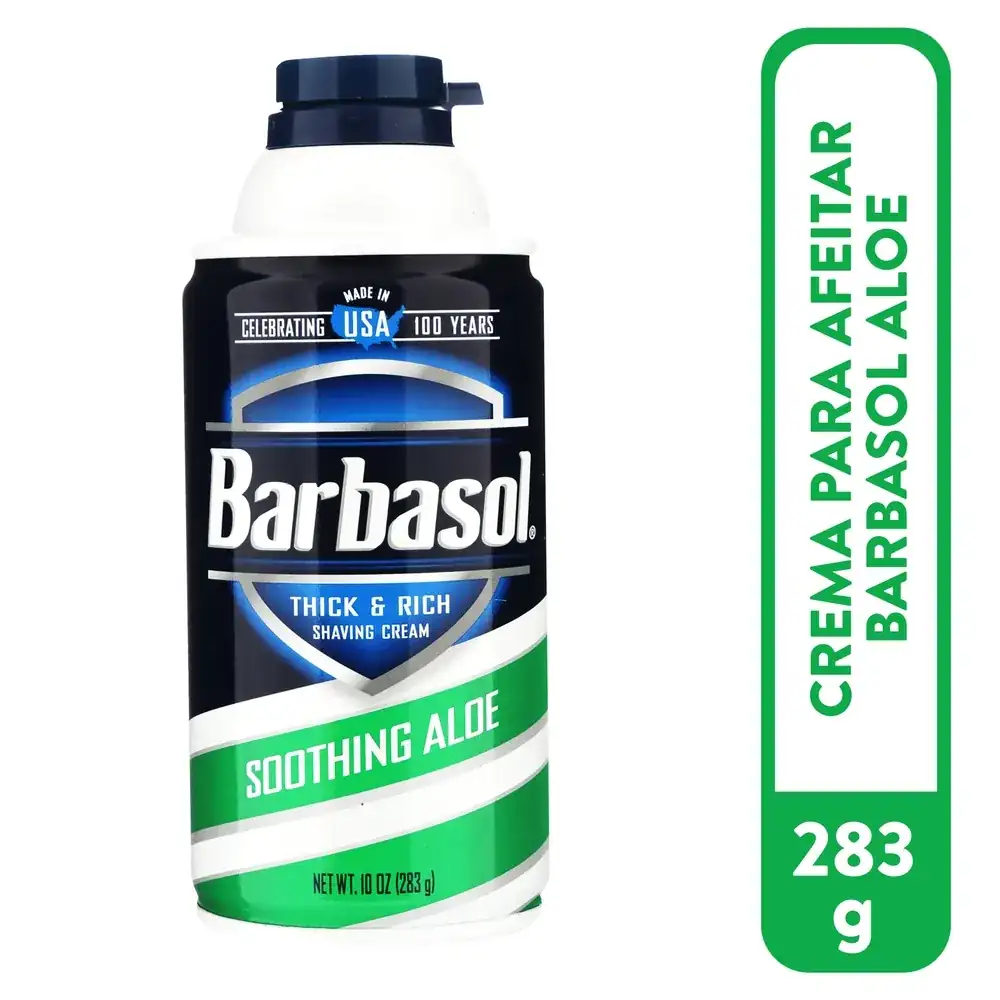 MADE IN
CELEBRATING USA 100 YEARS
Barbasol®
THICK & RICH
SHAVING CREAM
SOOTHING ALOE
NET WT. 10 OZ (283 g)
CREMA PARA AFEITAR
BARBASOL ALOE
283
g